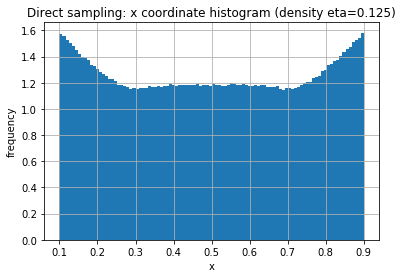 Direct sampling: x coordinate histogram (density eta=0.125)
1.6
1.4
1.2
1.0
0.8
0.6
0.4
0.2
0.0
frequency
0.1 0.2 0.3 0.4 0.5 0.6 0.7 0.8 0.9
x